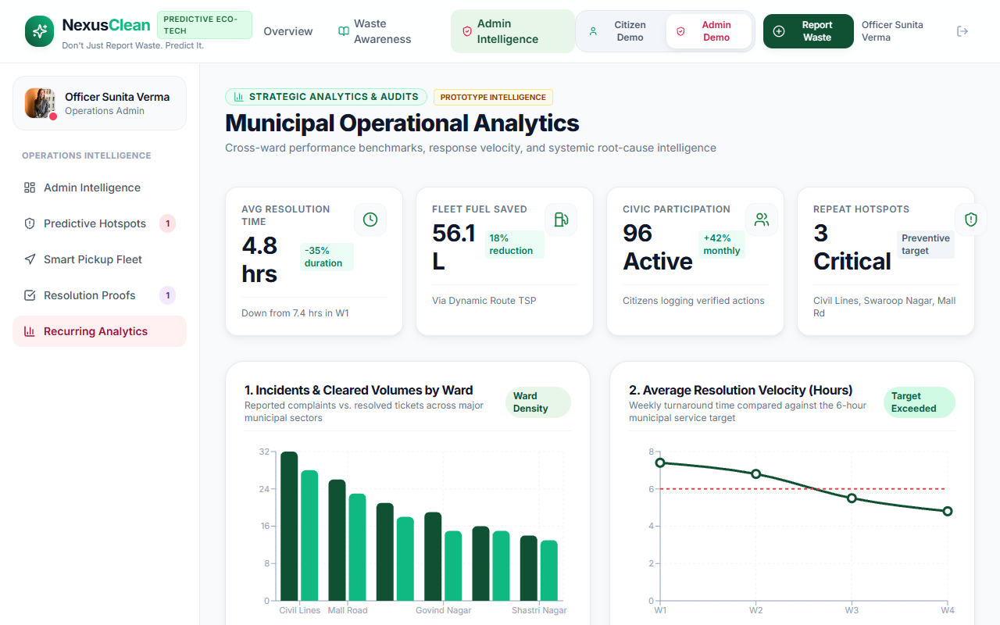 NexusClean
PREDICTIVE ECO-
TECH
Don't Just Report Waste. Predict It.
Overview
Waste
Awareness
Admin
Intelligence
Citizen
Demo
Admin
Demo
Report
Waste
Officer Sunita
Verma
Officer Sunita Verma
Operations Admin
OPERATIONS INTELLIGENCE
Admin Intelligence
Predictive Hotspots 1
Smart Pickup Fleet
Resolution Proofs 1
Recurring Analytics
STRATEGIC ANALYTICS & AUDITS
PROTOTYPE INTELLIGENCE
Municipal Operational Analytics
Cross-ward performance benchmarks, response velocity, and systemic root-cause intelligence
AVG RESOLUTION
TIME
4.8
hrs
-35%
duration
Down from 7.4 hrs in W1
FLEET FUEL SAVED
56.1
L
18%
reduction
Via Dynamic Route TSP
CIVIC PARTICIPATION
96
Active
+42%
monthly
Citizens logging verified actions
REPEAT HOTSPOTS
3
Critical
Preventive
target
Civil Lines, Swaroop Nagar, Mall
Rd
1. Incidents & Cleared Volumes by Ward
Reported complaints vs. resolved tickets across major
municipal sectors
Ward
Density
32
24
16
8
0
Civil Lines Mall Road Govind Nagar Shastri Nagar
2. Average Resolution Velocity (Hours)
Weekly turnaround time compared against the 6-hour
municipal service target
Target
Exceeded
8
6
4
2
0
W1 W2 W3 W4